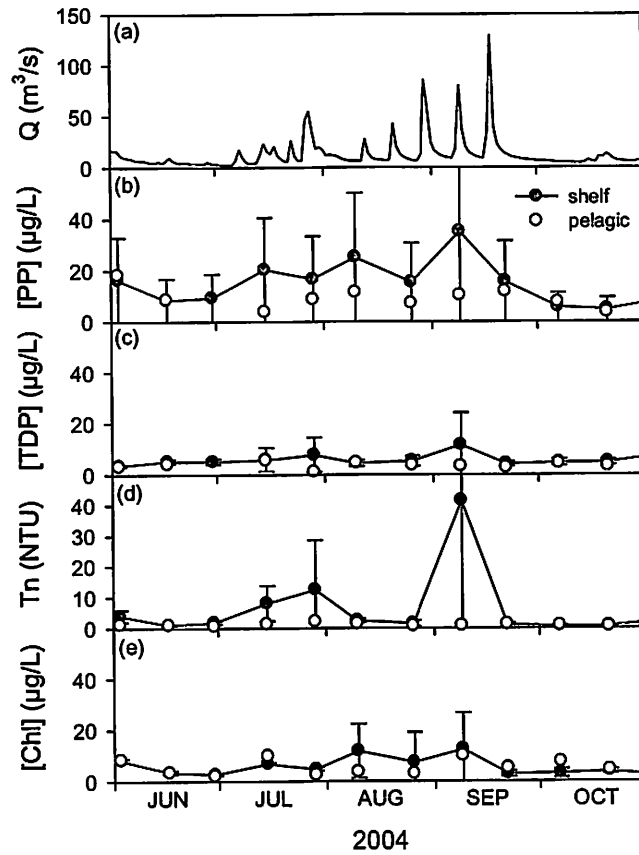 (a)
Q (m³/s)
150
100
50
0
(b)
[PP] (µg/L)
40
20
0
shelf
pelagic
(c)
[TDP] (µg/L)
40
20
0
(d)
Tn (NTU)
40
30
20
10
0
(e)
[Chl] (µg/L)
40
20
0
JUN JUL AUG SEP OCT
2004